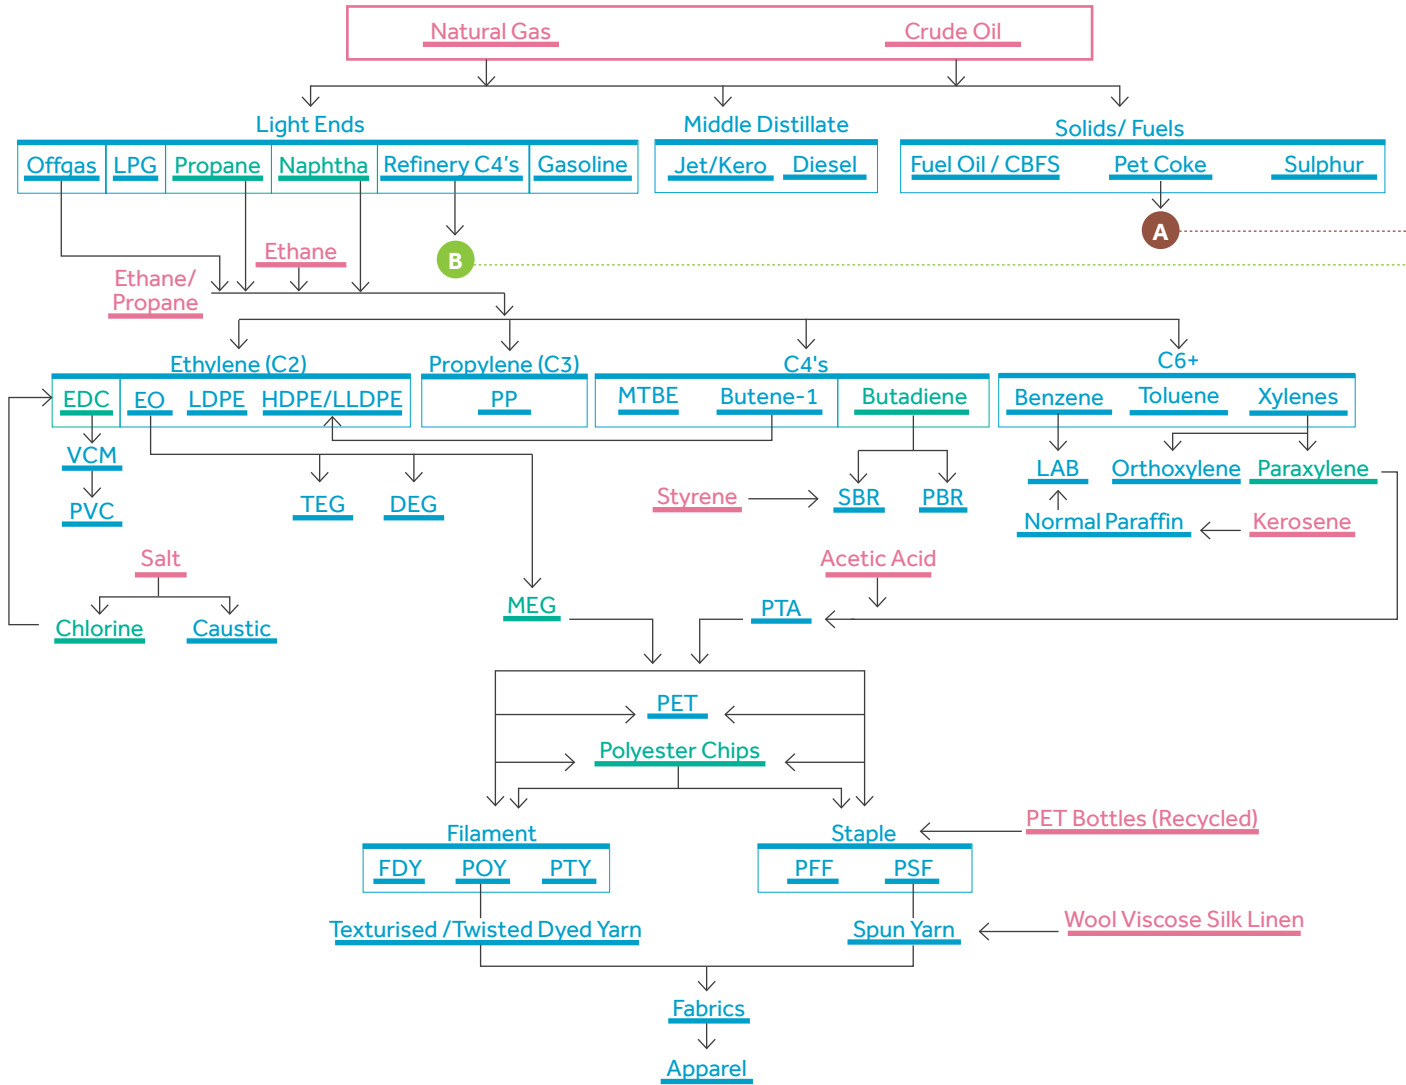 Natural Gas
Crude Oil
Light Ends
Middle Distillate
Solids/ Fuels
Offgas
LPG
Propane
Naphtha
Refinery C4's
Gasoline
Jet/Kero
Diesel
Fuel Oil / CBFS
Pet Coke
Sulphur
A
B
Ethane
Ethane/
Propane
Ethylene (C2)
Propylene (C3)
C4's
C6+
EDC
EO
LDPE
HDPE/LLDPE
PP
MTBE
Butene-1
Butadiene
Benzene
Toluene
Xylenes
VCM
PVC
TEG
DEG
Styrene
SBR
PBR
LAB
Orthoxylene
Paraxylene
Normal Paraffin
Kerosene
Salt
Acetic Acid
Chlorine
Caustic
MEG
PTA
PET
Polyester Chips
Filament
Staple
PET Bottles (Recycled)
FDY
POY
PTY
PFF
PSF
Texturised /Twisted Dyed Yarn
Spun Yarn
Wool Viscose Silk Linen
Fabrics
Apparel